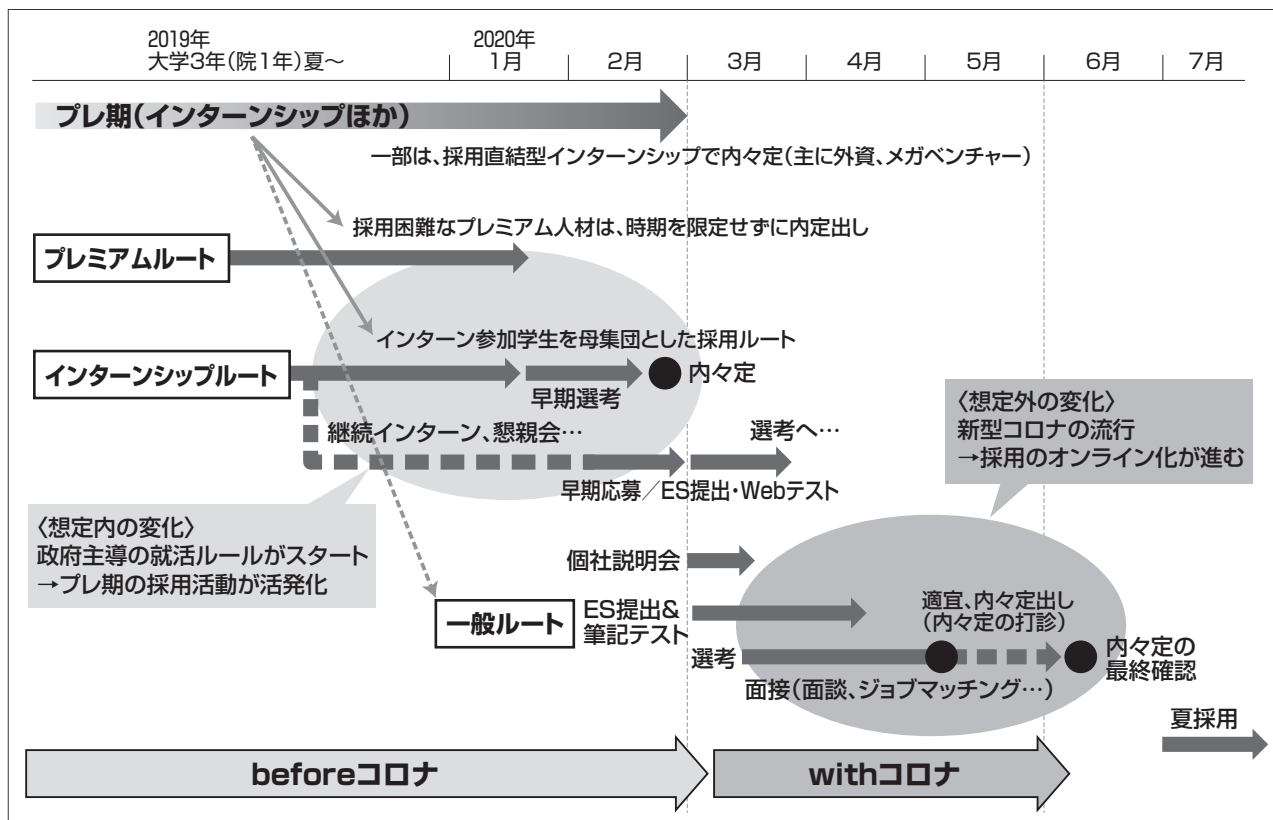 2019年
大学3年(院1年)夏～
2020年
1月
2月
3月
4月
5月
6月
7月
プレ期(インターンシップほか)
一部は、採用直結型インターンシップで内々定(主に外資、メガベンチャー)
採用困難なプレミアム人材は、時期を限定せずに内定出し
プレミアムルート
インターン参加学生を母集団とした採用ルート
インターンシップルート
内々定
早期選考
継続インターン、懇親会…
選考へ…
早期応募／ES提出・Webテスト
〈想定外の変化〉
新型コロナの流行
→採用のオンライン化が進む
〈想定内の変化〉
政府主導の就活ルールがスタート
→プレ期の採用活動が活発化
個社説明会
一般ルート
ES提出&
筆記テスト
適宜、内々定出し
(内々定の打診)
選考
内々定の
最終確認
面接(面談、ジョブマッチング…)
夏採用
beforeコロナ
withコロナ